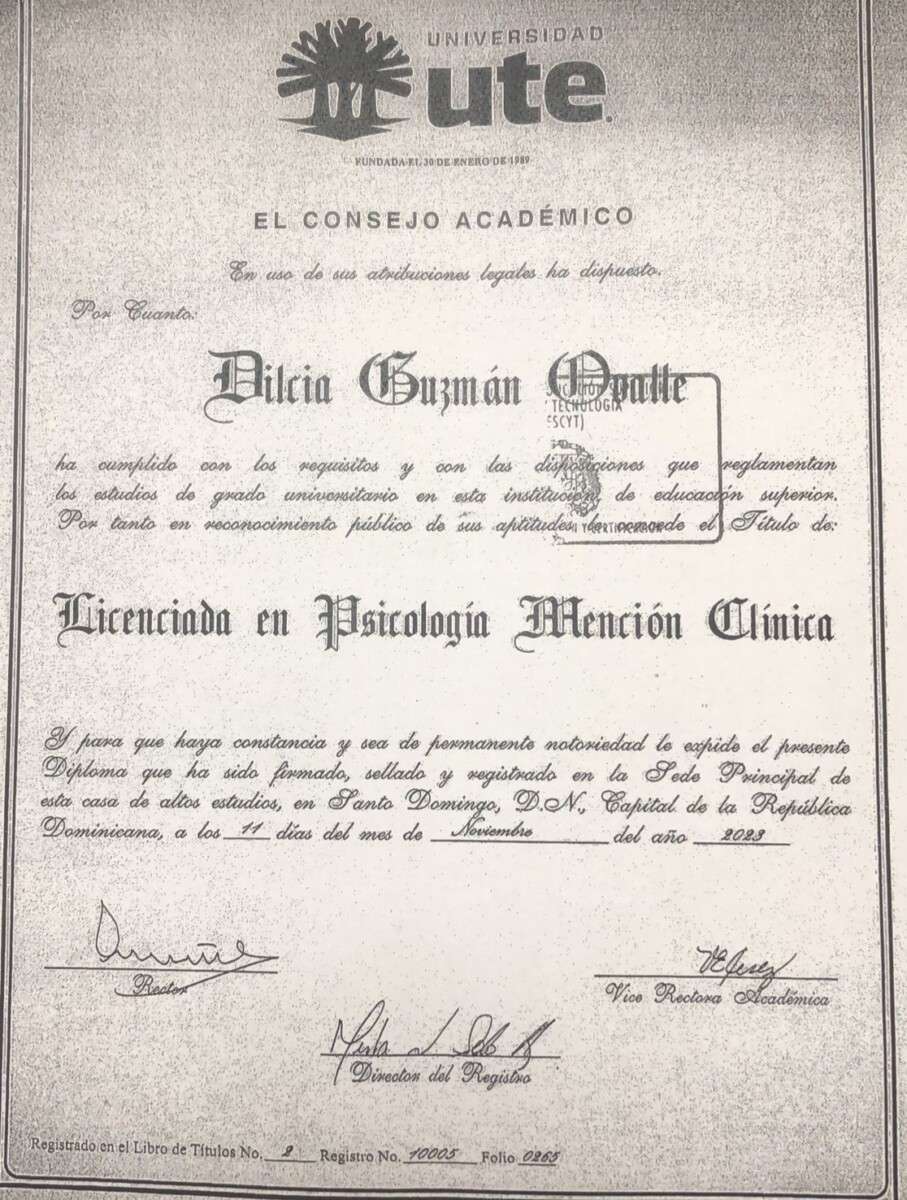 UNIVERSIDAD
ute.
FUNDADA EL 30 DE ENERO DE 1989
EL CONSEJO ACADÉMICO
En uso de sus atribuciones legales ha dispuesto.
Por Cuanto:
Dilcia Guzmán Opalle
TECNOLOGÍA
ESCYT)
ha cumplido con los requisitos y con las disposiciones que reglamentan
los estudios de grado universitario en esta institución, de educación superior.
Por tanto en reconocimiento público de sus aptitudes le concede el Título de:
Y CERTIFICACIÓN
Licenciada en Psicología Mención Clínica
Y para que haya constancia y sea de permanente notoriedad le expide el presente
Diploma que ha sido firmado, sellado y registrado en la Sede Principal de
esta casa de altos estudios, en Santo Domingo, D.N., Capital de la República
Dominicana, a los 11 días del mes de Noviembre del año 2023
Rector
Vice Rectora Académica
Director del Registro
Registrado en el Libro de Títulos No. 2 Registro No. 10005 Folio 0265